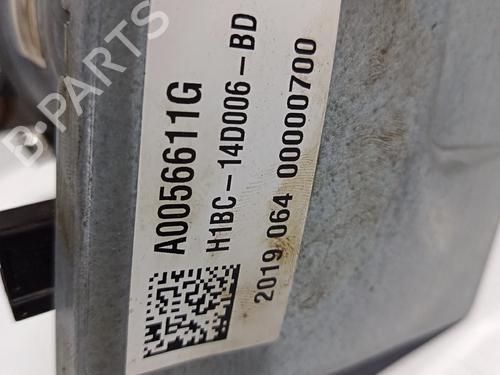 A0056611G
H1BC-14D006-BD
2019 064 00000700
B-PARTS